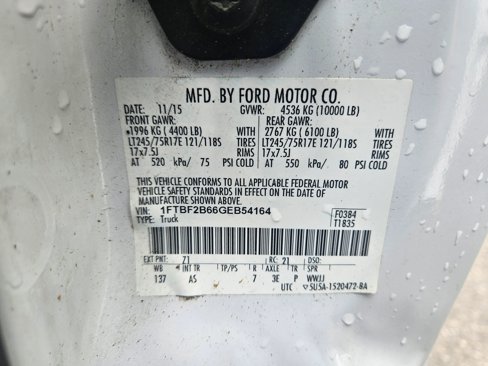 MFD. BY FORD MOTOR CO.
DATE: 11/15 GVWR: 4536 KG (10000 LB)
FRONT GAWR: REAR GAWR:
1996 KG ( 4400 LB) WITH 2767 KG ( 6100 LB) WITH
LT245/75R17E 121/118S TIRES LT245/75R17E 121/118S TIRES
17x7.5J RIMS 17x7.5J RIMS
AT 520 kPa/ 75 PSI COLD AT 550 kPa/ 80 PSI COLD
THIS VEHICLE CONFORMS TO ALL APPLICABLE FEDERAL MOTOR
VEHICLE SAFETY STANDARDS IN EFFECT ON THE DATE OF
MANUFACTURE SHOWN ABOVE.
VIN: 1FTBF2B66GEB54164 F0384
TYPE: Truck T1835
EXT PNT: Z1 RC: 21 DSO:
WB INT TR TP/PS R AXLE TR SPR
137 AS 7 3E P WWJJ
UTC